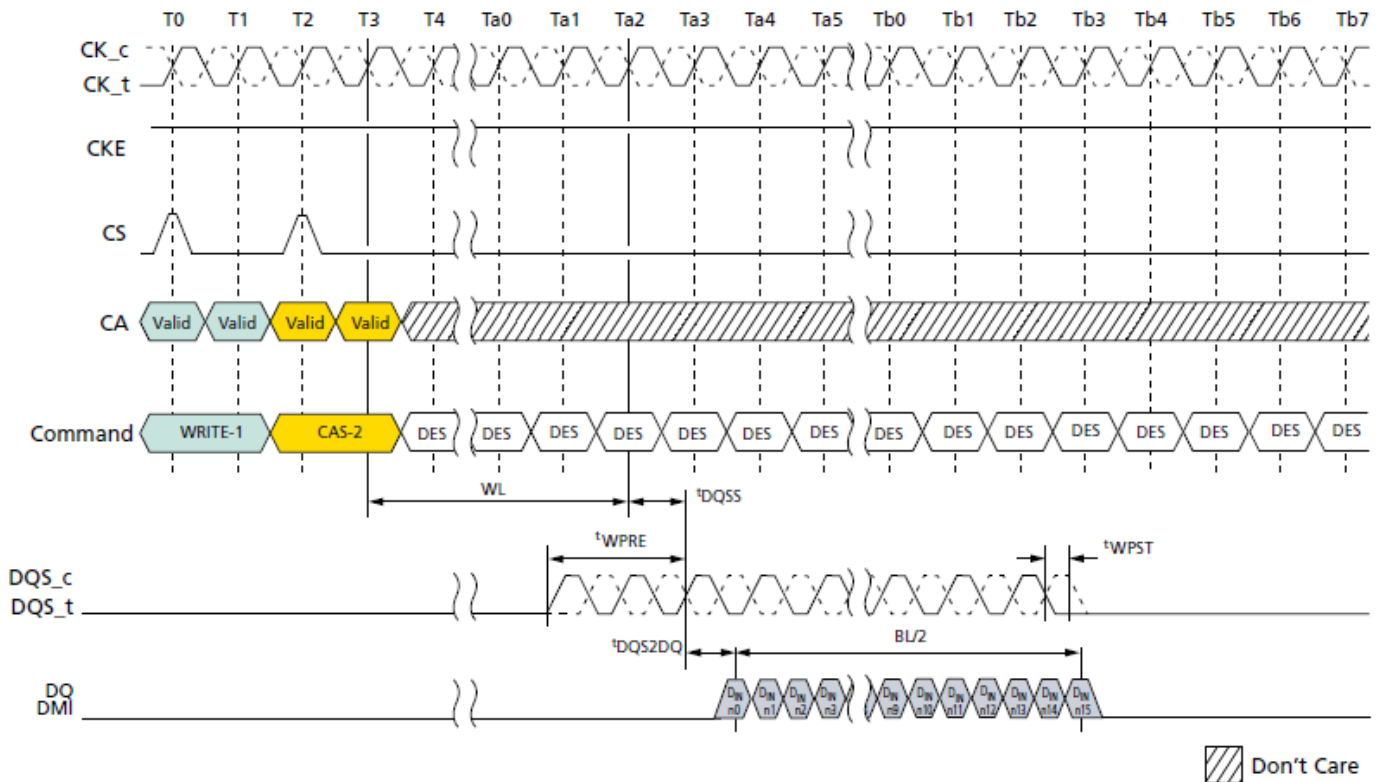 T0 T1 T2 T3 T4 Ta0 Ta1 Ta2 Ta3 Ta4 Ta5 Tb0 Tb1 Tb2 Tb3 Tb4 Tb5 Tb6 Tb7
CK_c
CK_t
CKE
CS
CA Valid Valid Valid Valid
Command WRITE-1 CAS-2 DES DES DES DES DES DES DES DES DES DES DES DES DES DES DES
WL tDQSS
tWPRE tWPST
DQS_c
DQS_t
tDQS2DQ BL/2
DQ
DMI
DIN n0 DIN n1 DIN n2 DIN n3 DIN n9 DIN n10 DIN n11 DIN n12 DIN n13 DIN n14 DIN n15
Don't Care